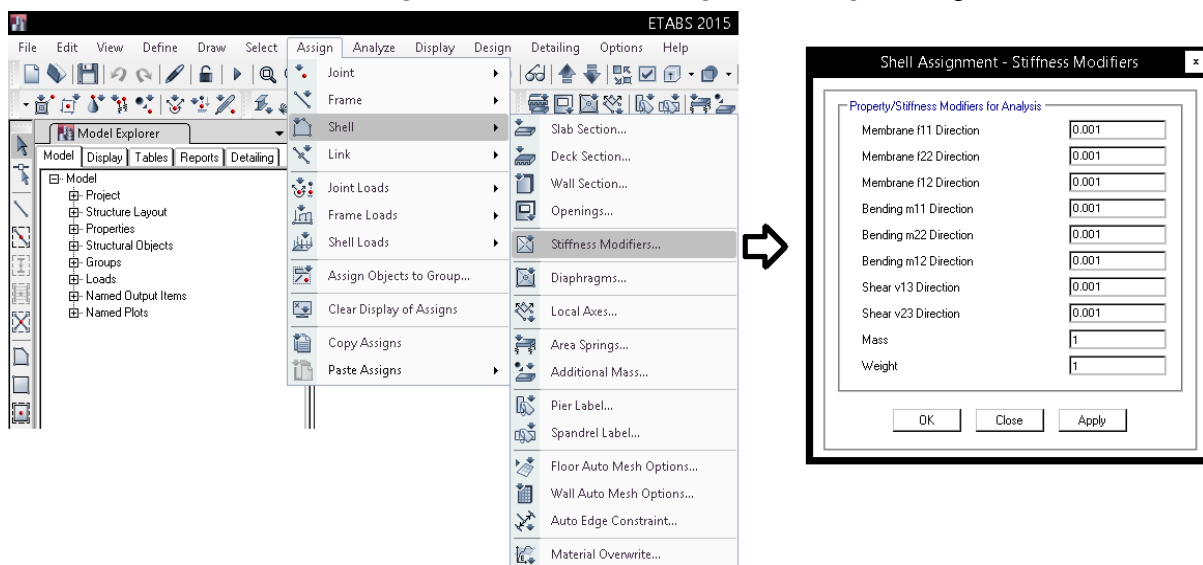 ETABS 2015
File Edit View Define Draw Select Assign Analyze Display Design Detailing Options Help
Model Explorer
Model Display Tables Reports Detailing
Model
Project
Structure Layout
Properties
Structural Objects
Groups
Loads
Named Output Items
Named Plots
Joint
Frame
Shell
Link
Joint Loads
Frame Loads
Shell Loads
Assign Objects to Group...
Clear Display of Assigns
Copy Assigns
Paste Assigns
Slab Section...
Deck Section...
Wall Section...
Openings...
Stiffness Modifiers...
Diaphragms...
Local Axes...
Area Springs...
Additional Mass...
Pier Label...
Spandrel Label...
Floor Auto Mesh Options...
Wall Auto Mesh Options...
Auto Edge Constraint...
Material Overwrite...
Shell Assignment - Stiffness Modifiers x
Property/Stiffness Modifiers for Analysis
Membrane f11 Direction 0.001
Membrane f22 Direction 0.001
Membrane f12 Direction 0.001
Bending m11 Direction 0.001
Bending m22 Direction 0.001
Bending m12 Direction 0.001
Shear v13 Direction 0.001
Shear v23 Direction 0.001
Mass 1
Weight 1
OK Close Apply